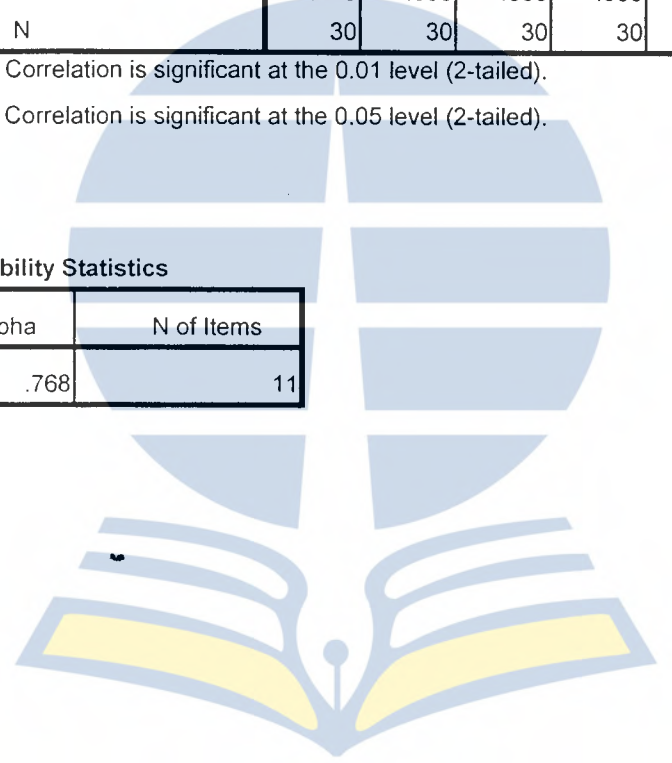 N 30 30 30 30
Correlation is significant at the 0.01 level (2-tailed).
Correlation is significant at the 0.05 level (2-tailed).
bility Statistics
oha N of Items
.768 11